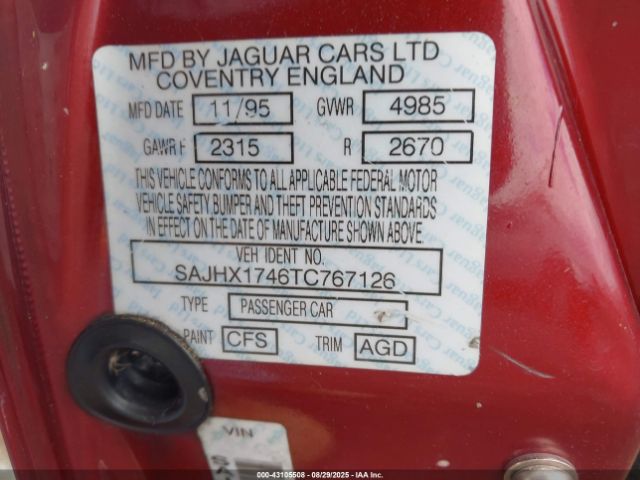 MFD BY JAGUAR CARS LTD
COVENTRY ENGLAND
MFD DATE 11/95 GVWR 4985
GAWR F 2315 R 2670
THIS VEHICLE CONFORMS TO ALL APPLICABLE FEDERAL MOTOR
VEHICLE SAFETY BUMPER AND THEFT PREVENTION STANDARDS
IN EFFECT ON THE DATE OF MANUFACTURE SHOWN ABOVE.
VEH IDENT NO.
SAJHX1746TC767126
TYPE PASSENGER CAR
PAINT CFS TRIM AGD
VIN
SA
000-43105508 - 08/29/2025 - IAAI.COM